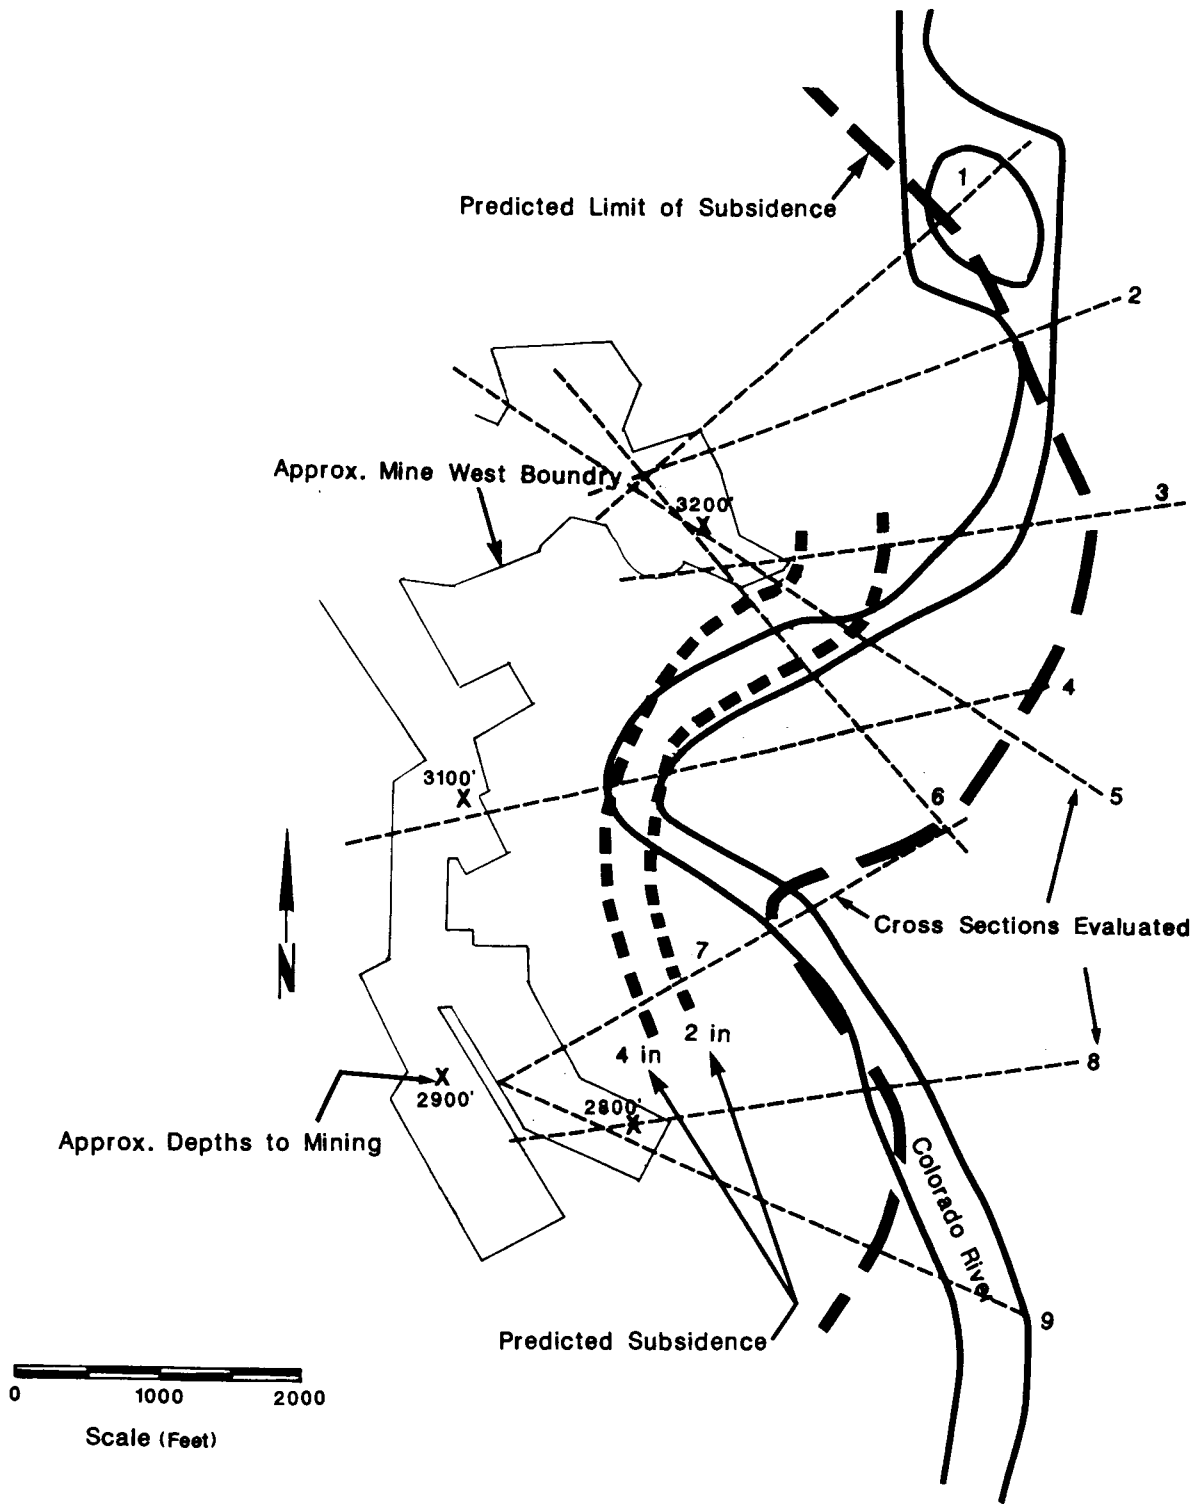 1
Predicted Limit of Subsidence
2
Approx. Mine West Boundry
3200'
X
3
4
3100'
X
5
6
N
Cross Sections Evaluated
7
2 in
4 in
8
X
2900'
2800'
X
Approx. Depths to Mining
Colorado River
9
Predicted Subsidence
0 1000 2000
Scale (Feet)